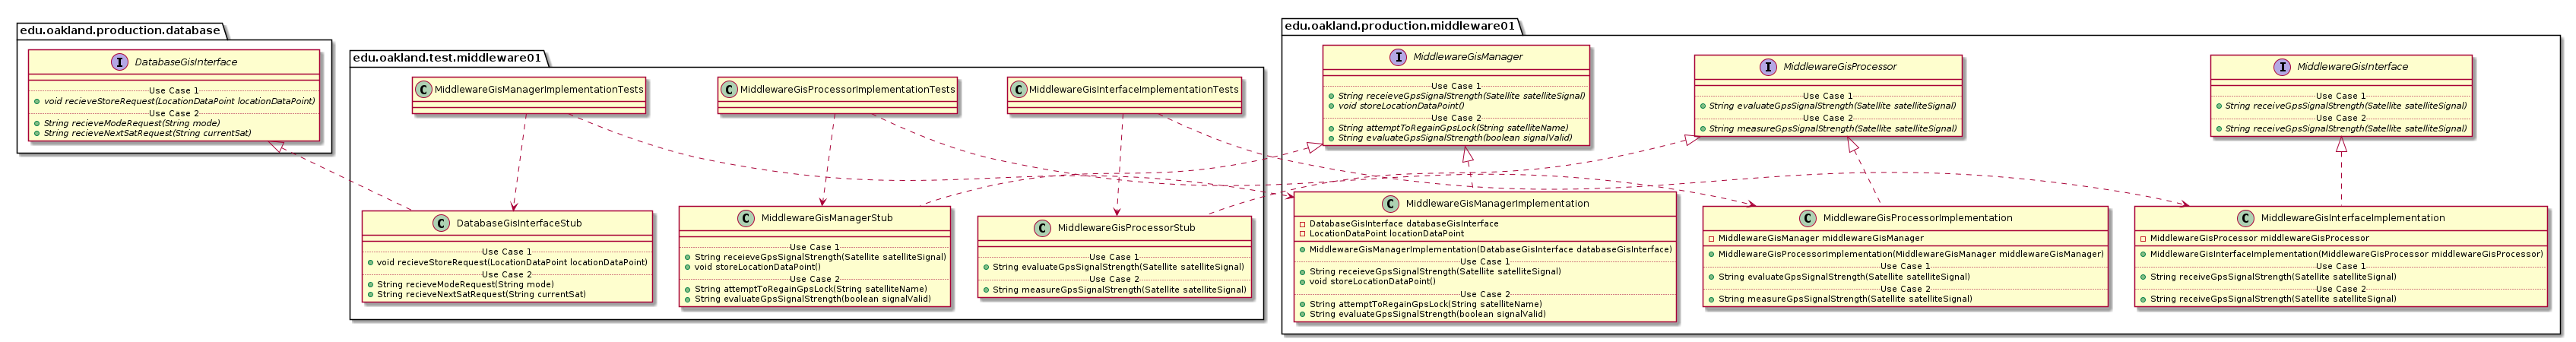 edu.oakland.production.database
I DatabaseGisInterface
Use Case 1
void recieveStoreRequest(LocationDataPoint locationDataPoint)
Use Case 2
String recieveModeRequest(String mode)
String recieveNextSatRequest(String currentSat)
edu.oakland.test.middleware01
C MiddlewareGisManagerImplementationTests
C MiddlewareGisProcessorImplementationTests
C MiddlewareGisInterfaceImplementationTests
C DatabaseGisInterfaceStub
Use Case 1
void recieveStoreRequest(LocationDataPoint locationDataPoint)
Use Case 2
String recieveModeRequest(String mode)
String recieveNextSatRequest(String currentSat)
C MiddlewareGisManagerStub
Use Case 1
String receieveGpsSignalStrength(Satellite satelliteSignal)
void storeLocationDataPoint()
Use Case 2
String attemptToRegainGpsLock(String satelliteName)
String evaluateGpsSignalStrength(boolean signalValid)
C MiddlewareGisProcessorStub
Use Case 1
String evaluateGpsSignalStrength(Satellite satelliteSignal)
Use Case 2
String measureGpsSignalStrength(Satellite satelliteSignal)
edu.oakland.production.middleware01
I MiddlewareGisManager
Use Case 1
String receieveGpsSignalStrength(Satellite satelliteSignal)
void storeLocationDataPoint()
Use Case 2
String attemptToRegainGpsLock(String satelliteName)
String evaluateGpsSignalStrength(boolean signalValid)
I MiddlewareGisProcessor
Use Case 1
String evaluateGpsSignalStrength(Satellite satelliteSignal)
Use Case 2
String measureGpsSignalStrength(Satellite satelliteSignal)
I MiddlewareGisInterface
Use Case 1
String receiveGpsSignalStrength(Satellite satelliteSignal)
Use Case 2
String receiveGpsSignalStrength(Satellite satelliteSignal)
C MiddlewareGisManagerImplementation
DatabaseGisInterface databaseGisInterface
LocationDataPoint locationDataPoint
MiddlewareGisManagerImplementation(DatabaseGisInterface databaseGisInterface)
Use Case 1
String receieveGpsSignalStrength(Satellite satelliteSignal)
void storeLocationDataPoint()
Use Case 2
String attemptToRegainGpsLock(String satelliteName)
String evaluateGpsSignalStrength(boolean signalValid)
C MiddlewareGisProcessorImplementation
MiddlewareGisManager middlewareGisManager
MiddlewareGisProcessorImplementation(MiddlewareGisManager middlewareGisManager)
Use Case 1
String evaluateGpsSignalStrength(Satellite satelliteSignal)
Use Case 2
String measureGpsSignalStrength(Satellite satelliteSignal)
C MiddlewareGisInterfaceImplementation
MiddlewareGisProcessor middlewareGisProcessor
MiddlewareGisInterfaceImplementation(MiddlewareGisProcessor middlewareGisProcessor)
Use Case 1
String receiveGpsSignalStrength(Satellite satelliteSignal)
Use Case 2
String receiveGpsSignalStrength(Satellite satelliteSignal)